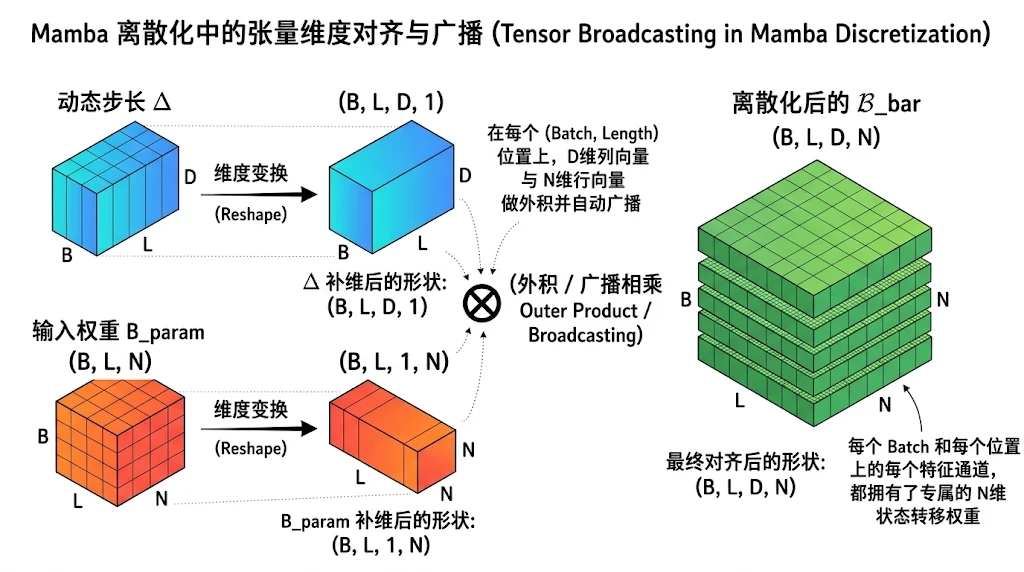 Mamba 离散化中的张量维度对齐与广播 (Tensor Broadcasting in Mamba Discretization)
动态步长 Δ
D
B
L
维度变换
(Reshape)
(B, L, D, 1)
D
B
L
Δ 补维后的形状:
(B, L, D, 1)
在每个 (Batch, Length)
位置上，D维列向量
与 N维行向量
做外积并自动广播
(外积 / 广播相乘
Outer Product /
Broadcasting)
输入权重 B_param
(B, L, N)
B
L
N
维度变换
(Reshape)
(B, L, 1, N)
N
L
N
B_param 补维后的形状:
(B, L, 1, N)
离散化后的 ℬ_bar
(B, L, D, N)
B
N
L
N
最终对齐后的形状:
(B, L, D, N)
每个 Batch 和每个位置
上的每个特征通道，
都拥有了专属的 N维
状态转移权重